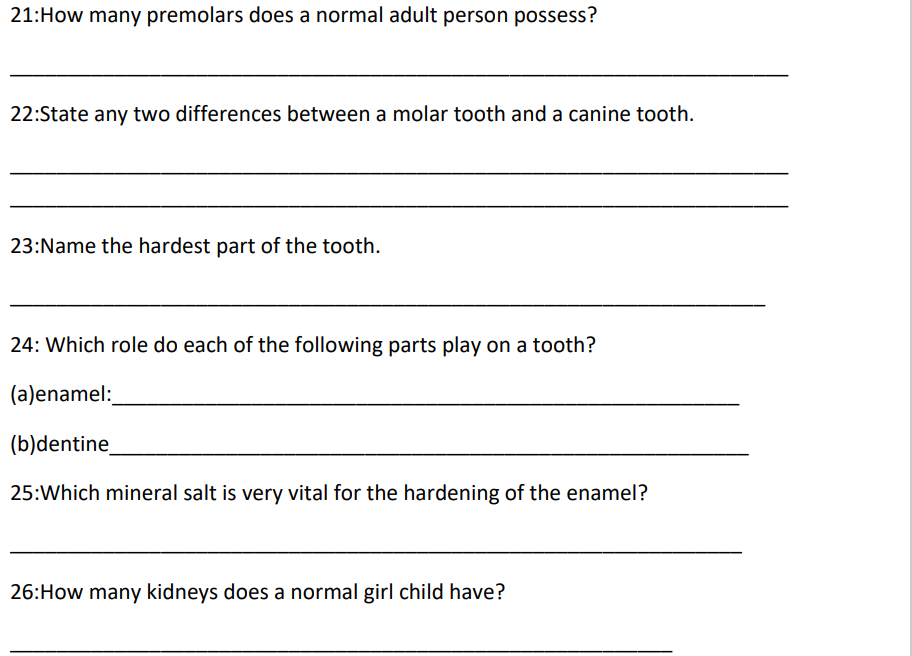 21:How many premolars does a normal adult person possess?
22:State any two differences between a molar tooth and a canine tooth.
23:Name the hardest part of the tooth.
24: Which role do each of the following parts play on a tooth?
(a)enamel:
(b)dentine
25:Which mineral salt is very vital for the hardening of the enamel?
26:How many kidneys does a normal girl child have?